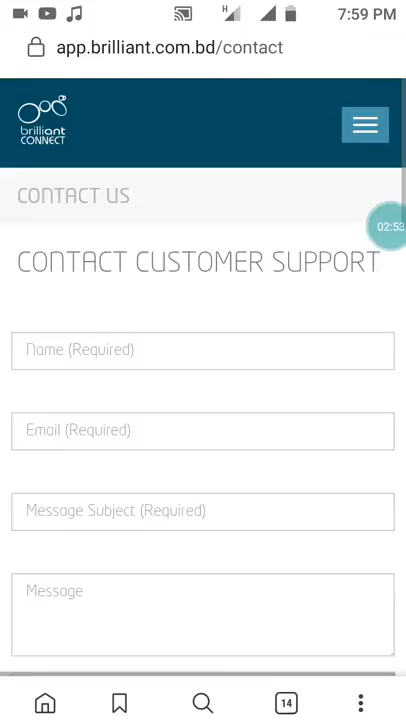 H
7:59 PM
app.brilliant.com.bd/contact
brilliant
CONNECT
CONTACT US
02:53
CONTACT CUSTOMER SUPPORT
Name (Required)
Email (Required)
Message Subject (Required)
Message
14